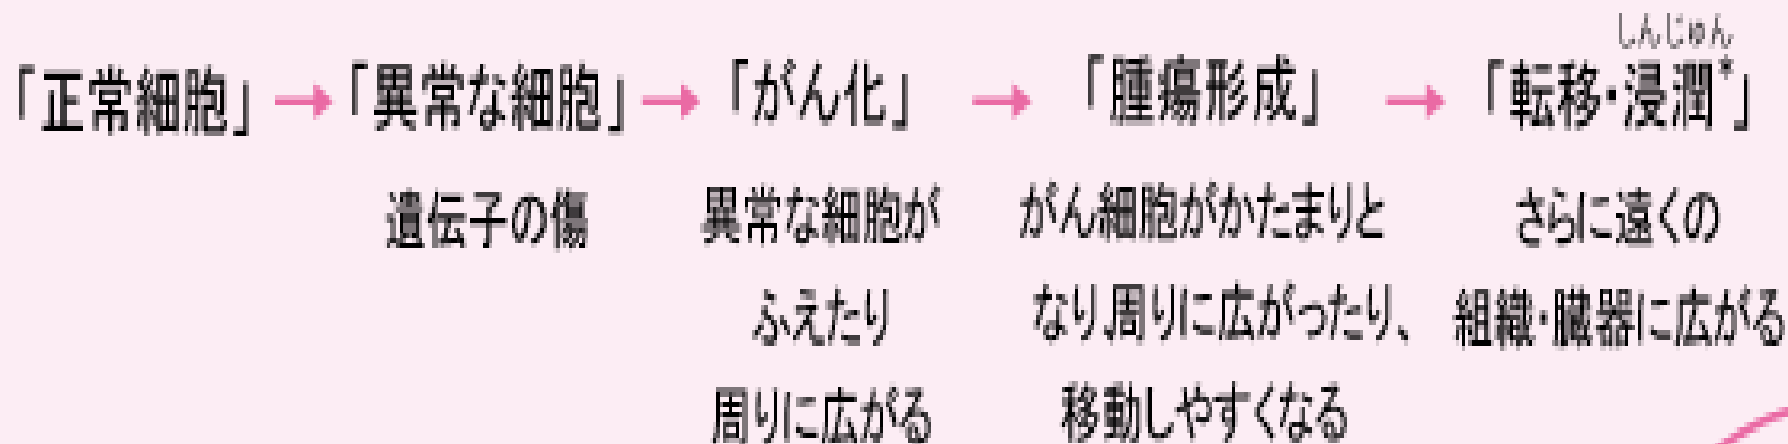 しんじゅん
「正常細胞」→「異常な細胞」→「がん化」→「腫瘍形成」→「転移・浸潤*」
遺伝子の傷
異常な細胞が
ふえたり
周りに広がる
がん細胞がかたまりと
なり、周りに広がったり、
移動しやすくなる
さらに遠くの
組織・臓器に広がる